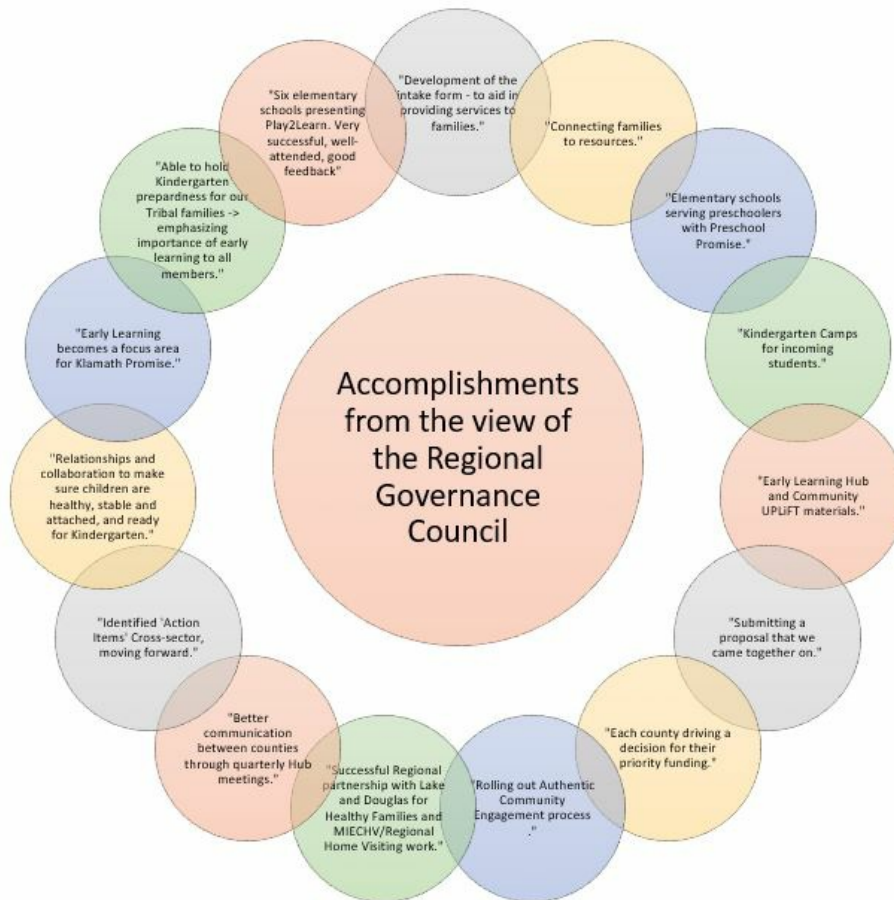 Accomplishments
from the view of
the Regional
Governance
Council
"Development of the
intake form - to aid in
providing services to
families."
"Connecting families
to resources."
"Elementary schools
serving preschoolers
with Preschool
Promise."
"Kindergarten Camps
for incoming
students."
"Early Learning Hub
and Community
UPLiFT materials."
"Submitting a
proposal that we
came together on."
"Each county driving a
decision for their
priority funding."
"Rolling out Authentic
Community
Engagement process
."
"Successful Regional
partnership with Lake
and Douglas for
Healthy Families and
MIECHV/Regional
Home Visiting work."
"Better
communication
between counties
through quarterly Hub
meetings."
"Identified 'Action
Items' Cross-sector,
moving forward."
"Relationships and
collaboration to make
sure children are
healthy, stable and
attached, and ready
for Kindergarten."
"Early Learning
becomes a focus area
for Klamath Promise."
"Able to hold
Kindergarten
prepardness for our
Tribal families ->
emphasizing
importance of early
learning to all
members."
"Six elementary
schools presenting
Play2Learn. Very
successful, well-
attended, good
feedback"